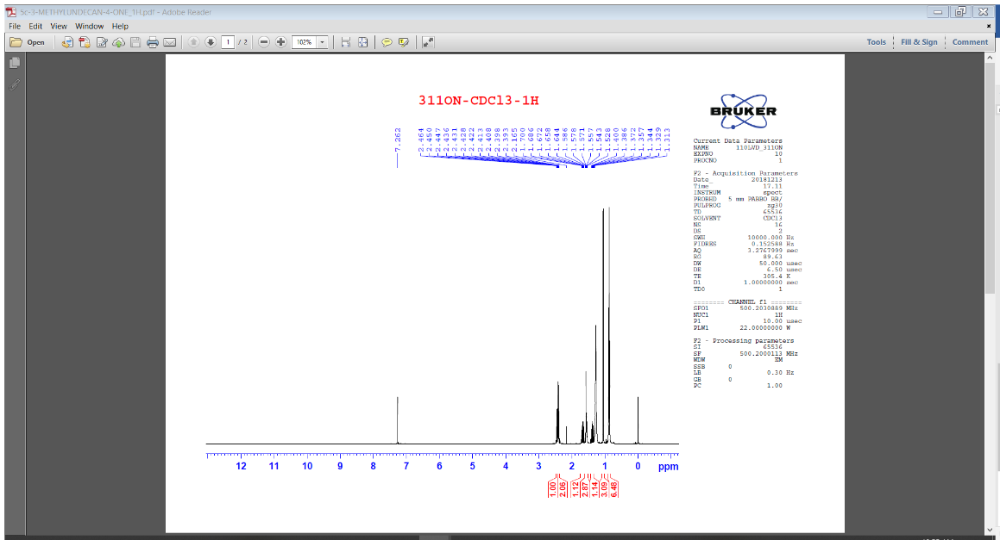 5c-3-METHYLUNDECAN-4-ONE_1H.pdf - Adobe Reader
File Edit View Window Help
Open 1 / 2 102% Tools Fill & Sign Comment
311ON-CDCl3-1H
BRUKER
7.262
2.464
2.450
2.447
2.436
2.431
2.428
2.422
2.413
2.408
2.398
2.393
2.165
1.700
1.686
1.672
1.658
1.644
1.586
1.578
1.571
1.557
1.543
1.528
1.400
1.386
1.372
1.357
1.344
1.329
1.313
Current Data Parameters
NAME 110LVD_311ON
EXPNO 10
PROCNO 1
F2 - Acquisition Parameters
Date_ 20181213
Time 17.11
INSTRUM spect
PROBHD 5 mm PABBO BB/
PULPROG zg30
TD 65536
SOLVENT CDCl3
NS 16
DS 2
SWH 10000.000 Hz
FIDRES 0.152588 Hz
AQ 3.2767999 sec
RG 89.63
DW 50.000 usec
DE 6.50 usec
TE 305.4 K
D1 1.00000000 sec
TD0 1
======== CHANNEL f1 ========
SFO1 500.2030889 MHz
NUC1 1H
P1 10.00 usec
PLW1 22.00000000 W
F2 - Processing parameters
SI 65536
SF 500.2000113 MHz
WDW EM
SSB 0
LB 0.30 Hz
GB 0
PC 1.00
12 11 10 9 8 7 6 5 4 3 2 1 0 ppm
1.00
2.06
1.12
2.87
1.14
3.09
6.48